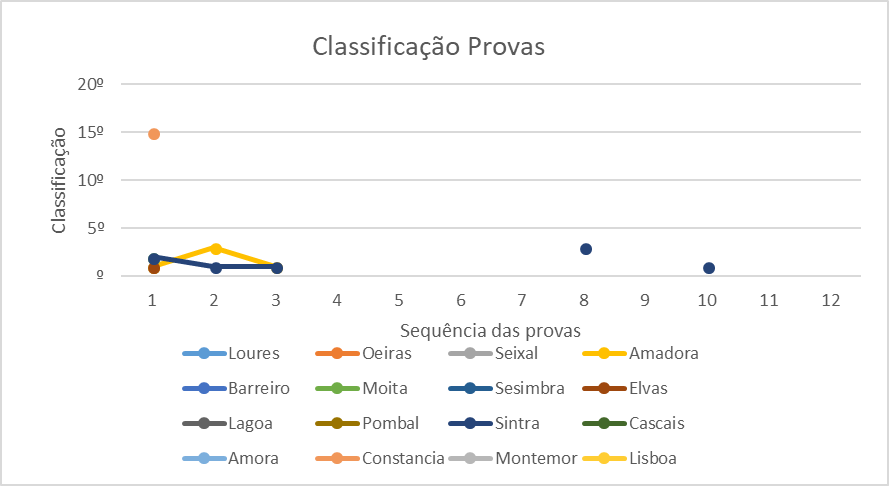 Classificação Provas
20º
15º
10º
5º
º
Classificação
1 2 3 4 5 6 7 8 9 10 11 12
Sequência das provas
Loures Oeiras Seixal Amadora
Barreiro Moita Sesimbra Elvas
Lagoa Pombal Sintra Cascais
Amora Constancia Montemor Lisboa